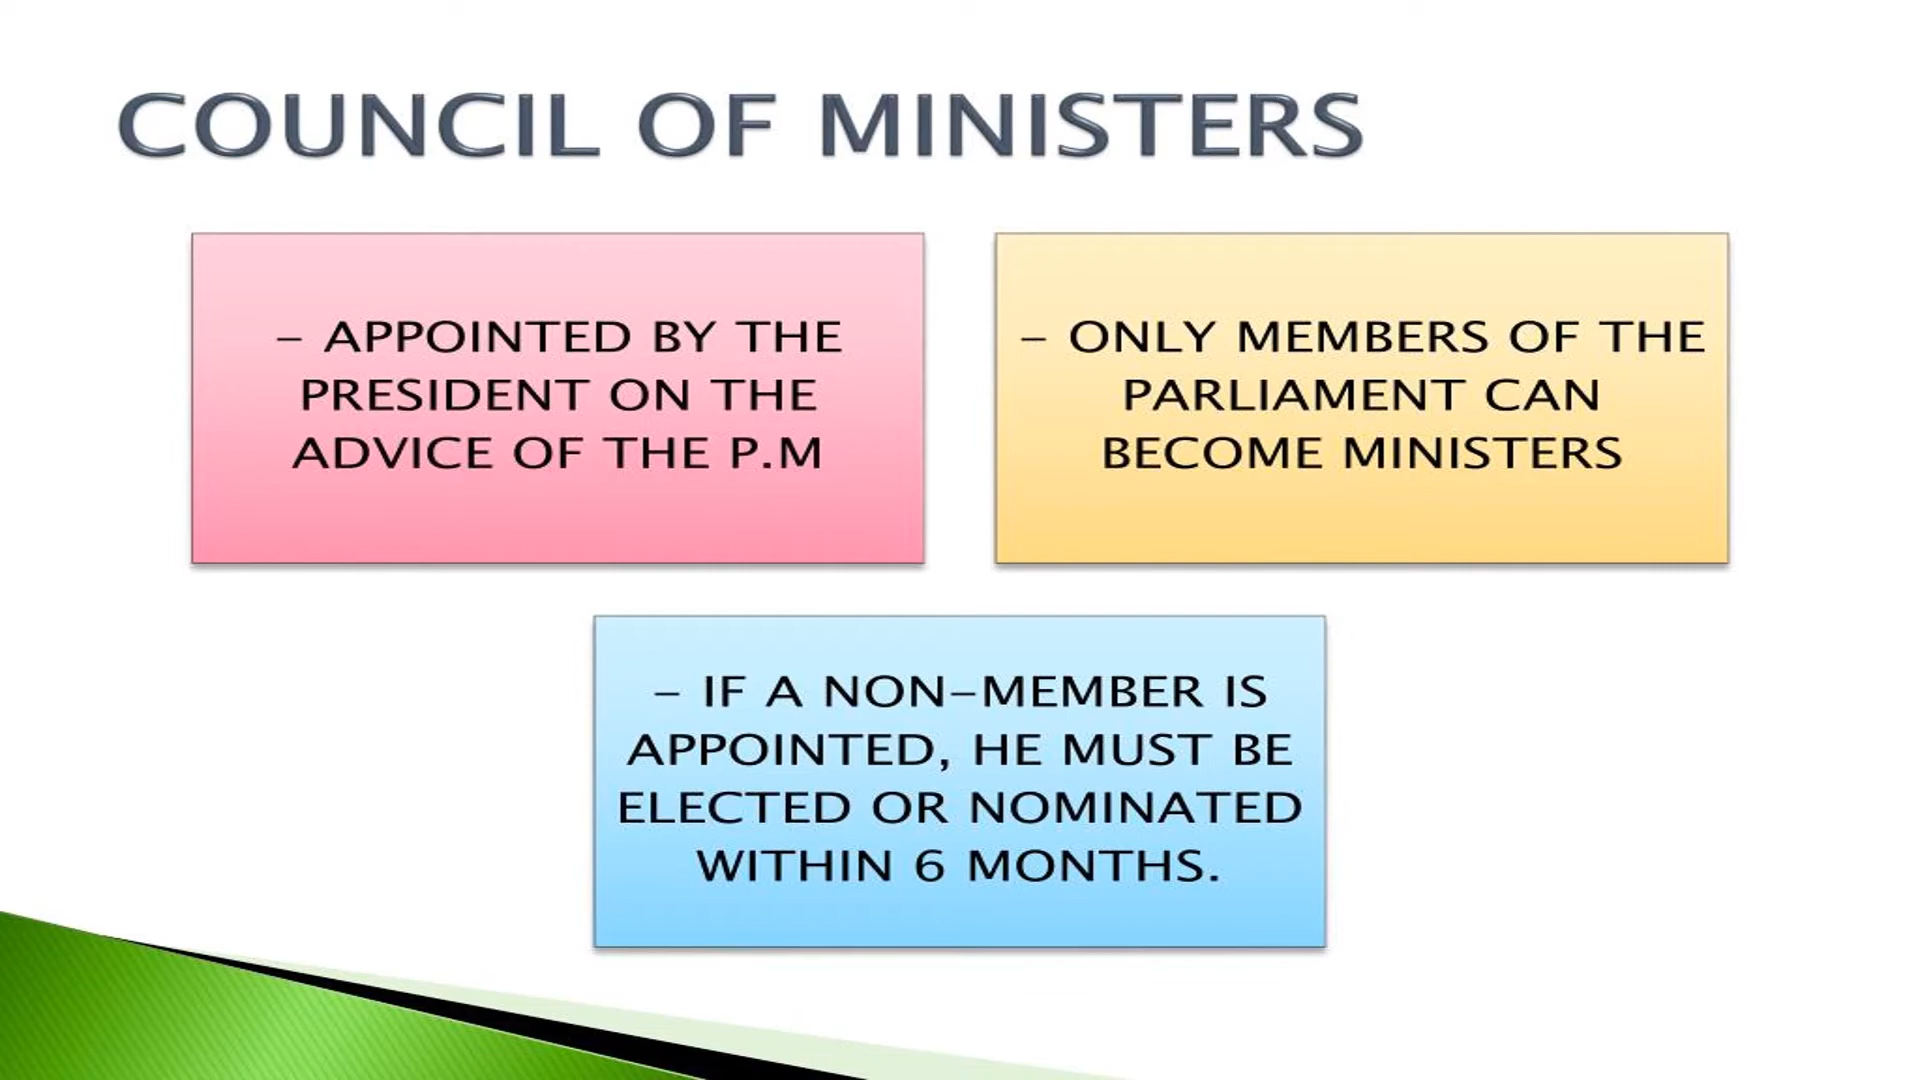 COUNCIL OF MINISTERS
- APPOINTED BY THE
PRESIDENT ON THE
ADVICE OF THE P.M
- ONLY MEMBERS OF THE
PARLIAMENT CAN
BECOME MINISTERS
- IF A NON-MEMBER IS
APPOINTED, HE MUST BE
ELECTED OR NOMINATED
WITHIN 6 MONTHS.